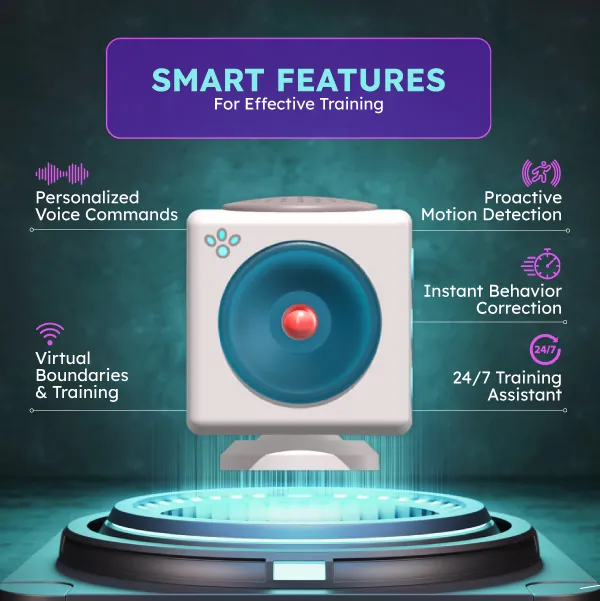 SMART FEATURES
For Effective Training
Personalized
Voice Commands
Proactive
Motion Detection
Instant Behavior
Correction
Virtual
Boundaries
& Training
24/7
24/7 Training
Assistant